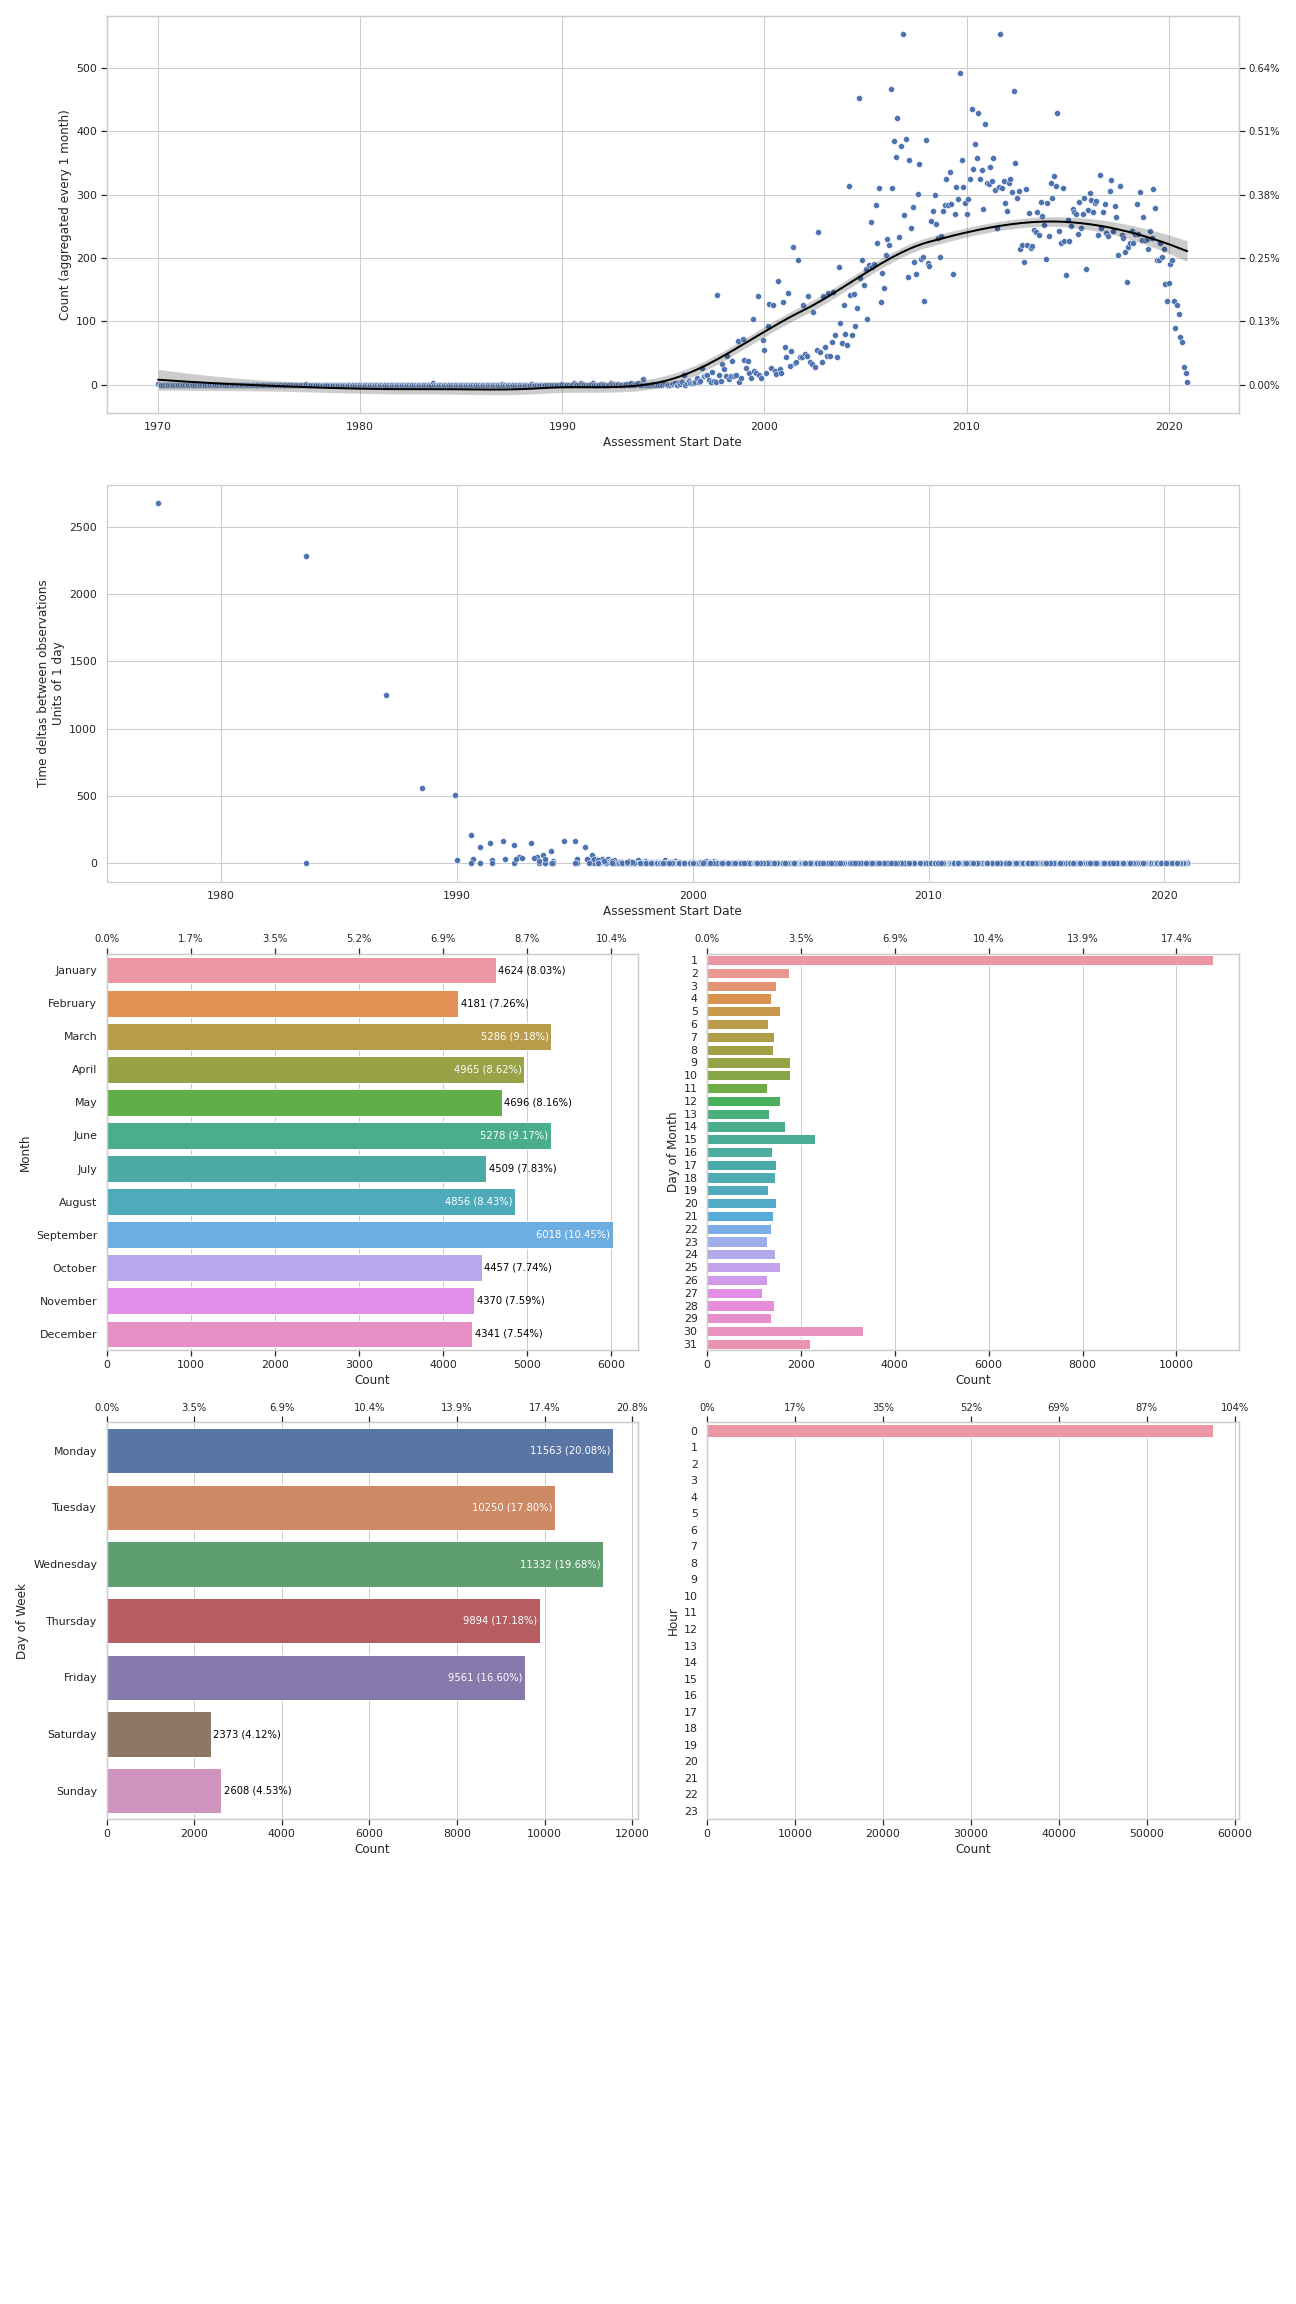 500
400
300
200
100
0
Count (aggregated every 1 month)
0.64%
0.51%
0.38%
0.25%
0.13%
0.00%
1970 1980 1990 2000 2010 2020
Assessment Start Date
2500
2000
1500
1000
500
0
Time deltas between observations
Units of 1 day
1980 1990 2000 2010 2020
Assessment Start Date
0.0% 1.7% 3.5% 5.2% 6.9% 8.7% 10.4%
January 4624 (8.03%)
February 4181 (7.26%)
March 5286 (9.18%)
April 4965 (8.62%)
May 4696 (8.16%)
June 5278 (9.17%)
July 4509 (7.83%)
August 4856 (8.43%)
September 6018 (10.45%)
October 4457 (7.74%)
November 4370 (7.59%)
December 4341 (7.54%)
Month
0 1000 2000 3000 4000 5000 6000
Count
0.0% 3.5% 6.9% 10.4% 13.9% 17.4%
1
2
3
4
5
6
7
8
9
10
11
12
13
14
15
16
17
18
19
20
21
22
23
24
25
26
27
28
29
30
31
Day of Month
0 2000 4000 6000 8000 10000
Count
0.0% 3.5% 6.9% 10.4% 13.9% 17.4% 20.8%
Monday 11563 (20.08%)
Tuesday 10250 (17.80%)
Wednesday 11332 (19.68%)
Thursday 9894 (17.18%)
Friday 9561 (16.60%)
Saturday 2373 (4.12%)
Sunday 2608 (4.53%)
Day of Week
0 2000 4000 6000 8000 10000 12000
Count
0% 17% 35% 52% 69% 87% 104%
0
1
2
3
4
5
6
7
8
9
10
11
12
13
14
15
16
17
18
19
20
21
22
23
Hour
0 10000 20000 30000 40000 50000 60000
Count